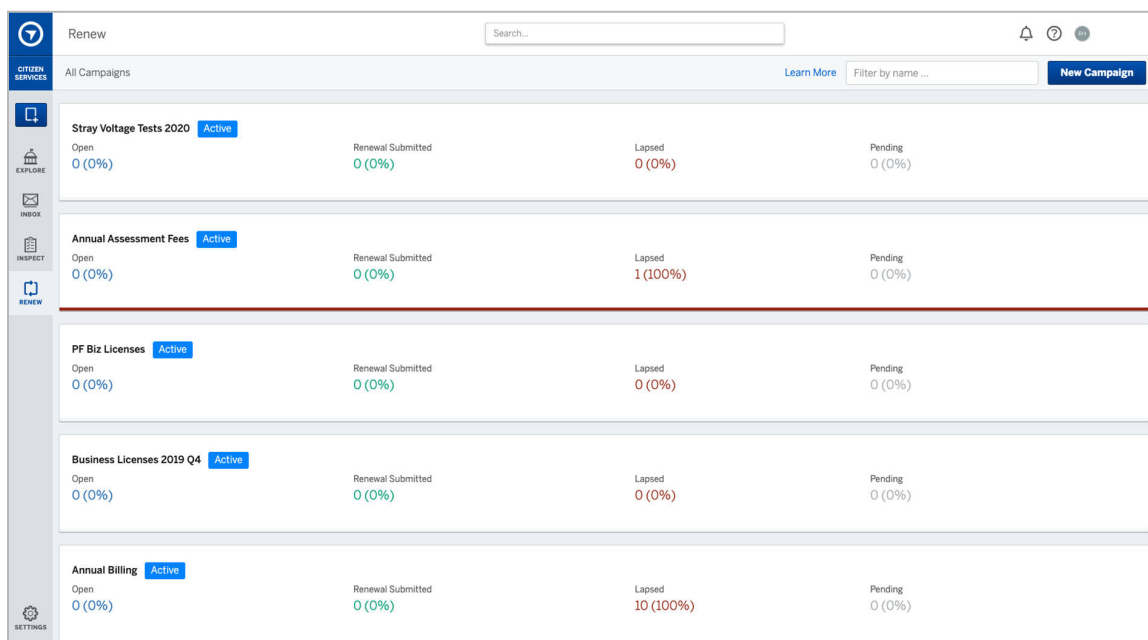 Renew
Search...
CITIZEN
SERVICES
All Campaigns
Learn More
Filter by name ...
New Campaign
EXPLORE
INBOX
INSPECT
RENEW
SETTINGS
Stray Voltage Tests 2020 Active
Open Renewal Submitted Lapsed Pending
0 (0%) 0 (0%) 0 (0%) 0 (0%)
Annual Assessment Fees Active
Open Renewal Submitted Lapsed Pending
0 (0%) 0 (0%) 1 (100%) 0 (0%)
PF Biz Licenses Active
Open Renewal Submitted Lapsed Pending
0 (0%) 0 (0%) 0 (0%) 0 (0%)
Business Licenses 2019 Q4 Active
Open Renewal Submitted Lapsed Pending
0 (0%) 0 (0%) 0 (0%) 0 (0%)
Annual Billing Active
Open Renewal Submitted Lapsed Pending
0 (0%) 0 (0%) 10 (100%) 0 (0%)